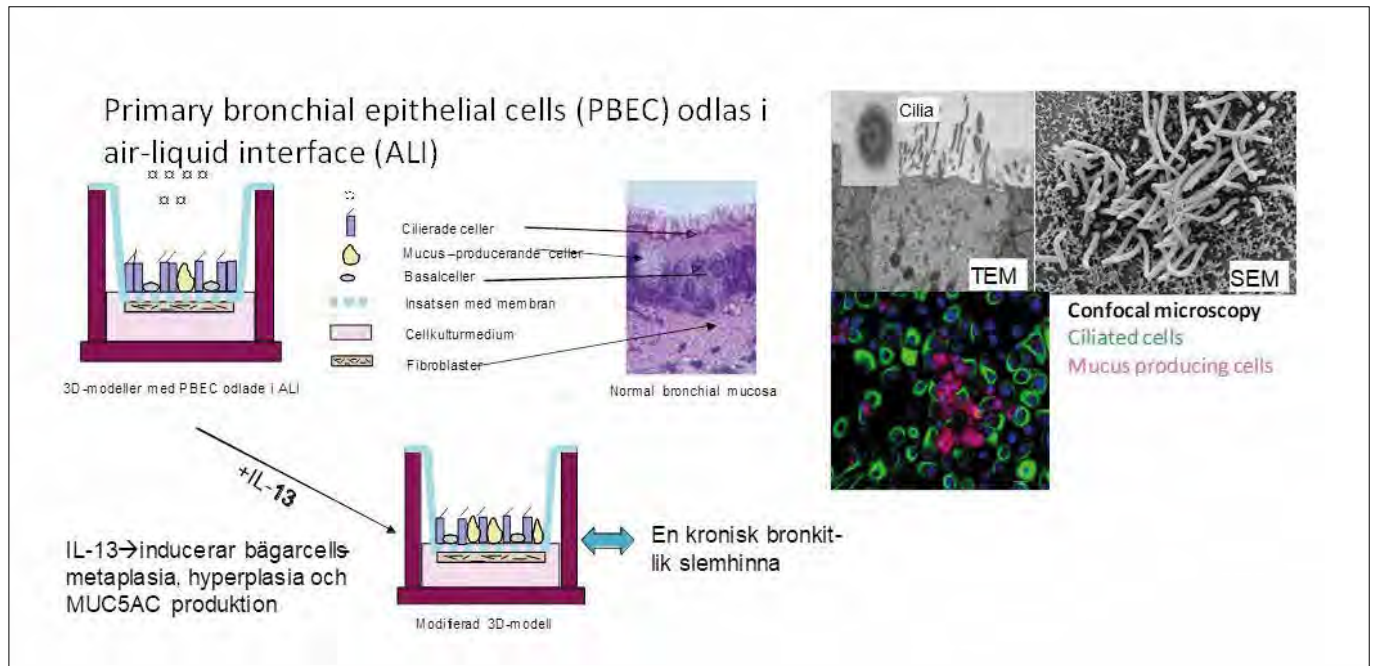 Primary bronchial epithelial cells (PBEC) odlas i
air-liquid interface (ALI)
Cilierade celler
Mucus –producerande celler
Basalceller
Insatsen med membran
Cellkulturmedium
Fibroblaster
3D-modeller med PBEC odlade i ALI
Normal bronchial mucosa
Cilia
TEM
SEM
Confocal microscopy
Ciliated cells
Mucus producing cells
+IL-13
IL-13→inducerar bägarcells-
metaplasia, hyperplasia och
MUC5AC produktion
Modifierad 3D-modell
En kronisk bronkit-
lik slemhinna